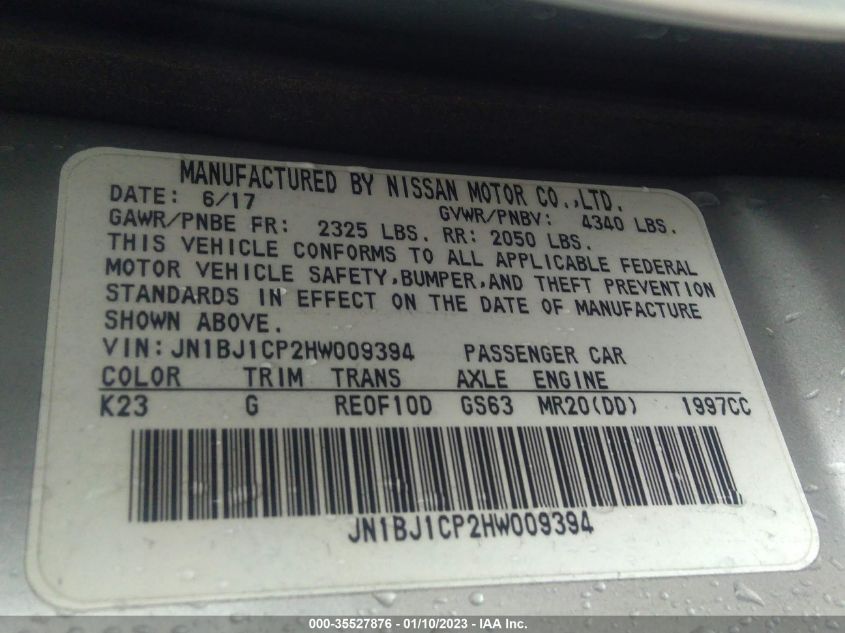 MANUFACTURED BY NISSAN MOTOR CO.,LTD.
DATE: 6/17 GVWR/PNBV: 4340 LBS.
GAWR/PNBE FR: 2325 LBS. RR: 2050 LBS.
THIS VEHICLE CONFORMS TO ALL APPLICABLE FEDERAL
MOTOR VEHICLE SAFETY,BUMPER,AND THEFT PREVENTION
STANDARDS IN EFFECT ON THE DATE OF MANUFACTURE
SHOWN ABOVE.
VIN:JN1BJ1CP2HW009394 PASSENGER CAR
COLOR TRIM TRANS AXLE ENGINE
K23 G RE0F10D GS63 MR20(DD) 1997CC
JN1BJ1CP2HW009394
000-35527876 - 01/10/2023 - IAA Inc.